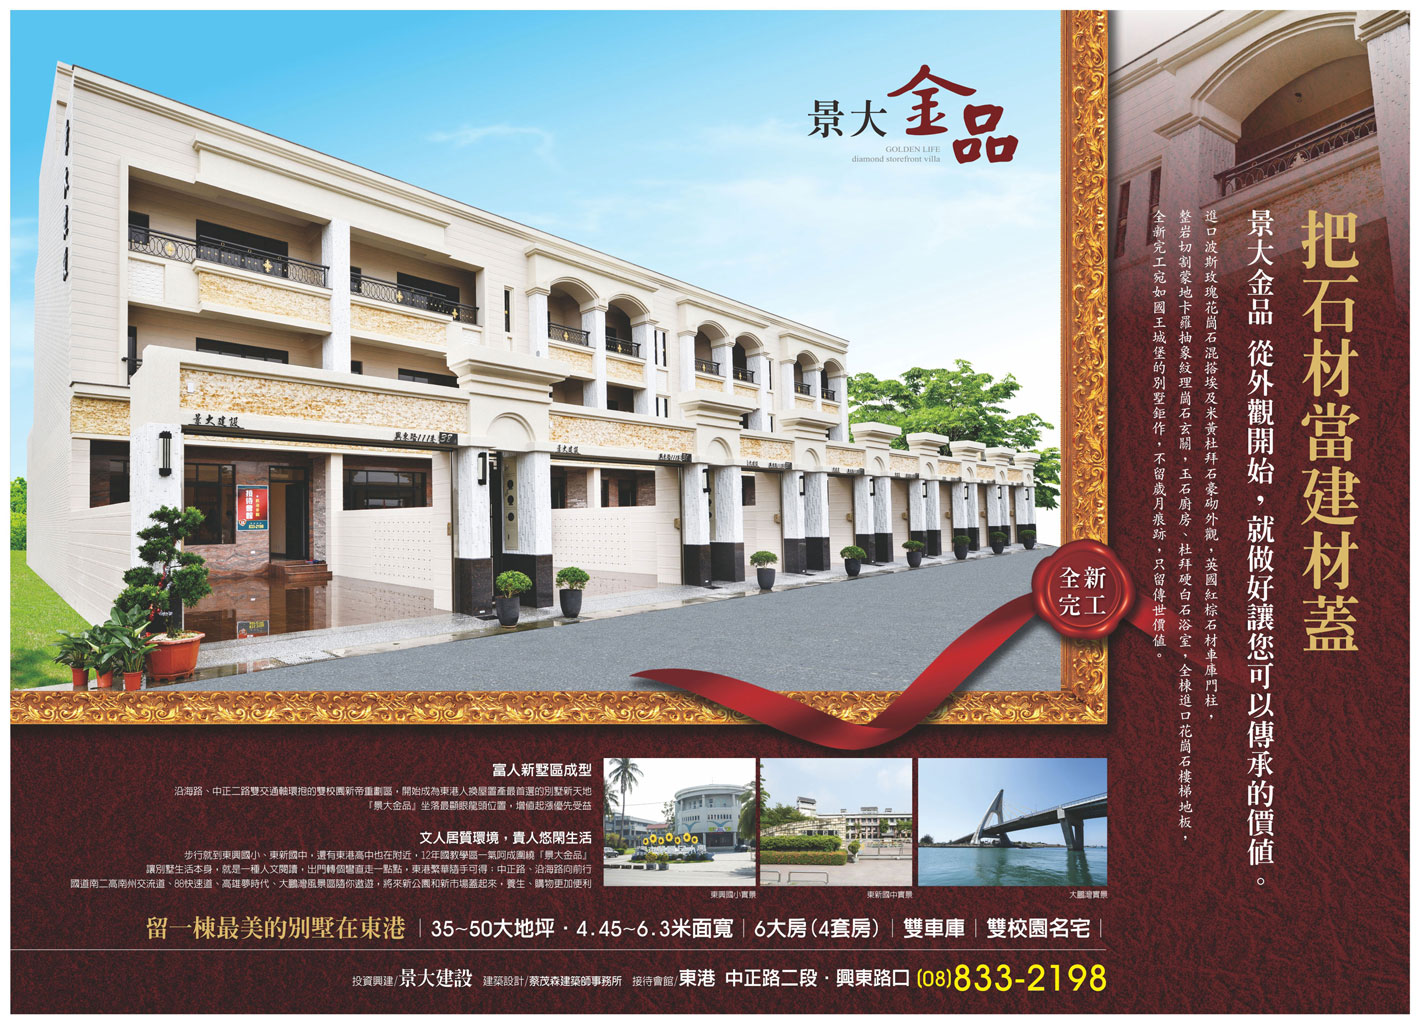 景大金品
GOLDEN LIFE
diamond storefront villa
把石材當建材蓋
景大金品 從外觀開始，就做好讓您可以傳承的價值。
進口波斯玫瑰花崗石混搭埃及米黃杜拜石豪砌外觀，英國紅棕石材車庫門柱，
整岩切割蒙地卡羅抽象紋理崗石玄關，玉石廚房、杜拜硬白石浴室，全棟進口花崗石樓梯地板，
全新完工宛如國王城堡的別墅鉅作，不留歲月痕跡，只留傳世價值。
全新
完工
景大建設
興東路111巷 38
景大建設
接待會館
833-2198
富人新墅區成型
沿海路、中正二路雙交通軸環抱的雙校園新帝重劃區，開始成為東港人換屋置產最首選的別墅新天地
『景大金品』坐落最顯眼龍頭位置，增值起漲優先受益
文人居質環境，貴人悠閑生活
步行就到東興國小、東新國中，還有東港高中也在附近，12年國教學區一氣呵成圍繞『景大金品』
讓別墅生活本身，就是一種人文閱讀，出門轉個彎直走一點點，東港繁華隨手可得：中正路、沿海路向前行
國道南二高南州交流道、88快速道、高雄夢時代、大鵬灣風景區隨你遨遊，將來新公園和新市場蓋起來，養生、購物更加便利
東興國小實景
東新國中實景
大鵬灣實景
留一棟最美的別墅在東港｜35~50大地坪．4.45~6.3米面寬｜6大房(4套房)｜雙車庫｜雙校園名宅｜
投資興建/景大建設 建築設計/蔡茂森建築師事務所 接待會館/東港 中正路二段．興東路口 (08)833-2198